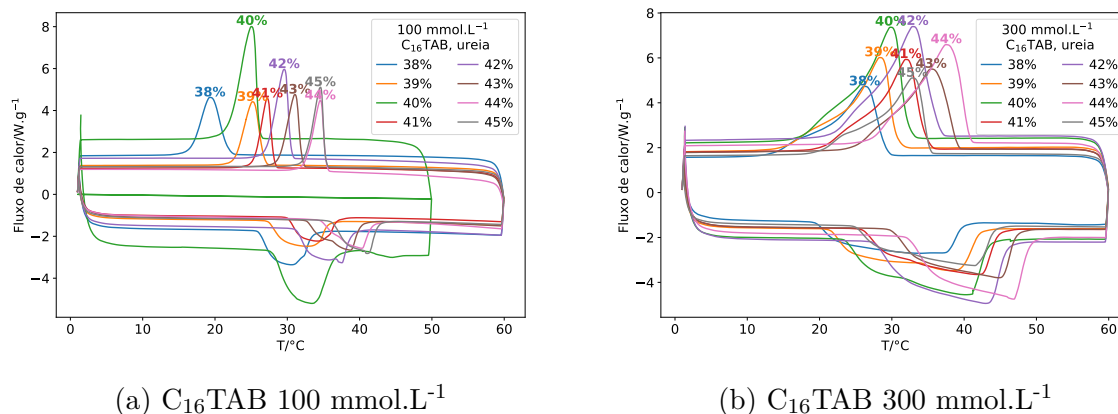 a)
8
6
4
2
0
−2
−4
Fluxo de calor/W.g⁻¹
0 10 20 30 40 50 60
T/°C
38%
39%
40%
41%
42%
43%
44%
45%
100 mmol.L⁻¹
C₁₆TAB, ureia
38% 42%
39% 43%
40% 44%
41% 45%
b)
8
6
4
2
0
−2
−4
Fluxo de calor/W.g⁻¹
0 10 20 30 40 50 60
T/°C
38%
39%
40%
41%
42%
43%
44%
45%
300 mmol.L⁻¹
C₁₆TAB, ureia
38% 42%
39% 43%
40% 44%
41% 45%
(a) C₁₆TAB 100 mmol.L⁻¹
(b) C₁₆TAB 300 mmol.L⁻¹